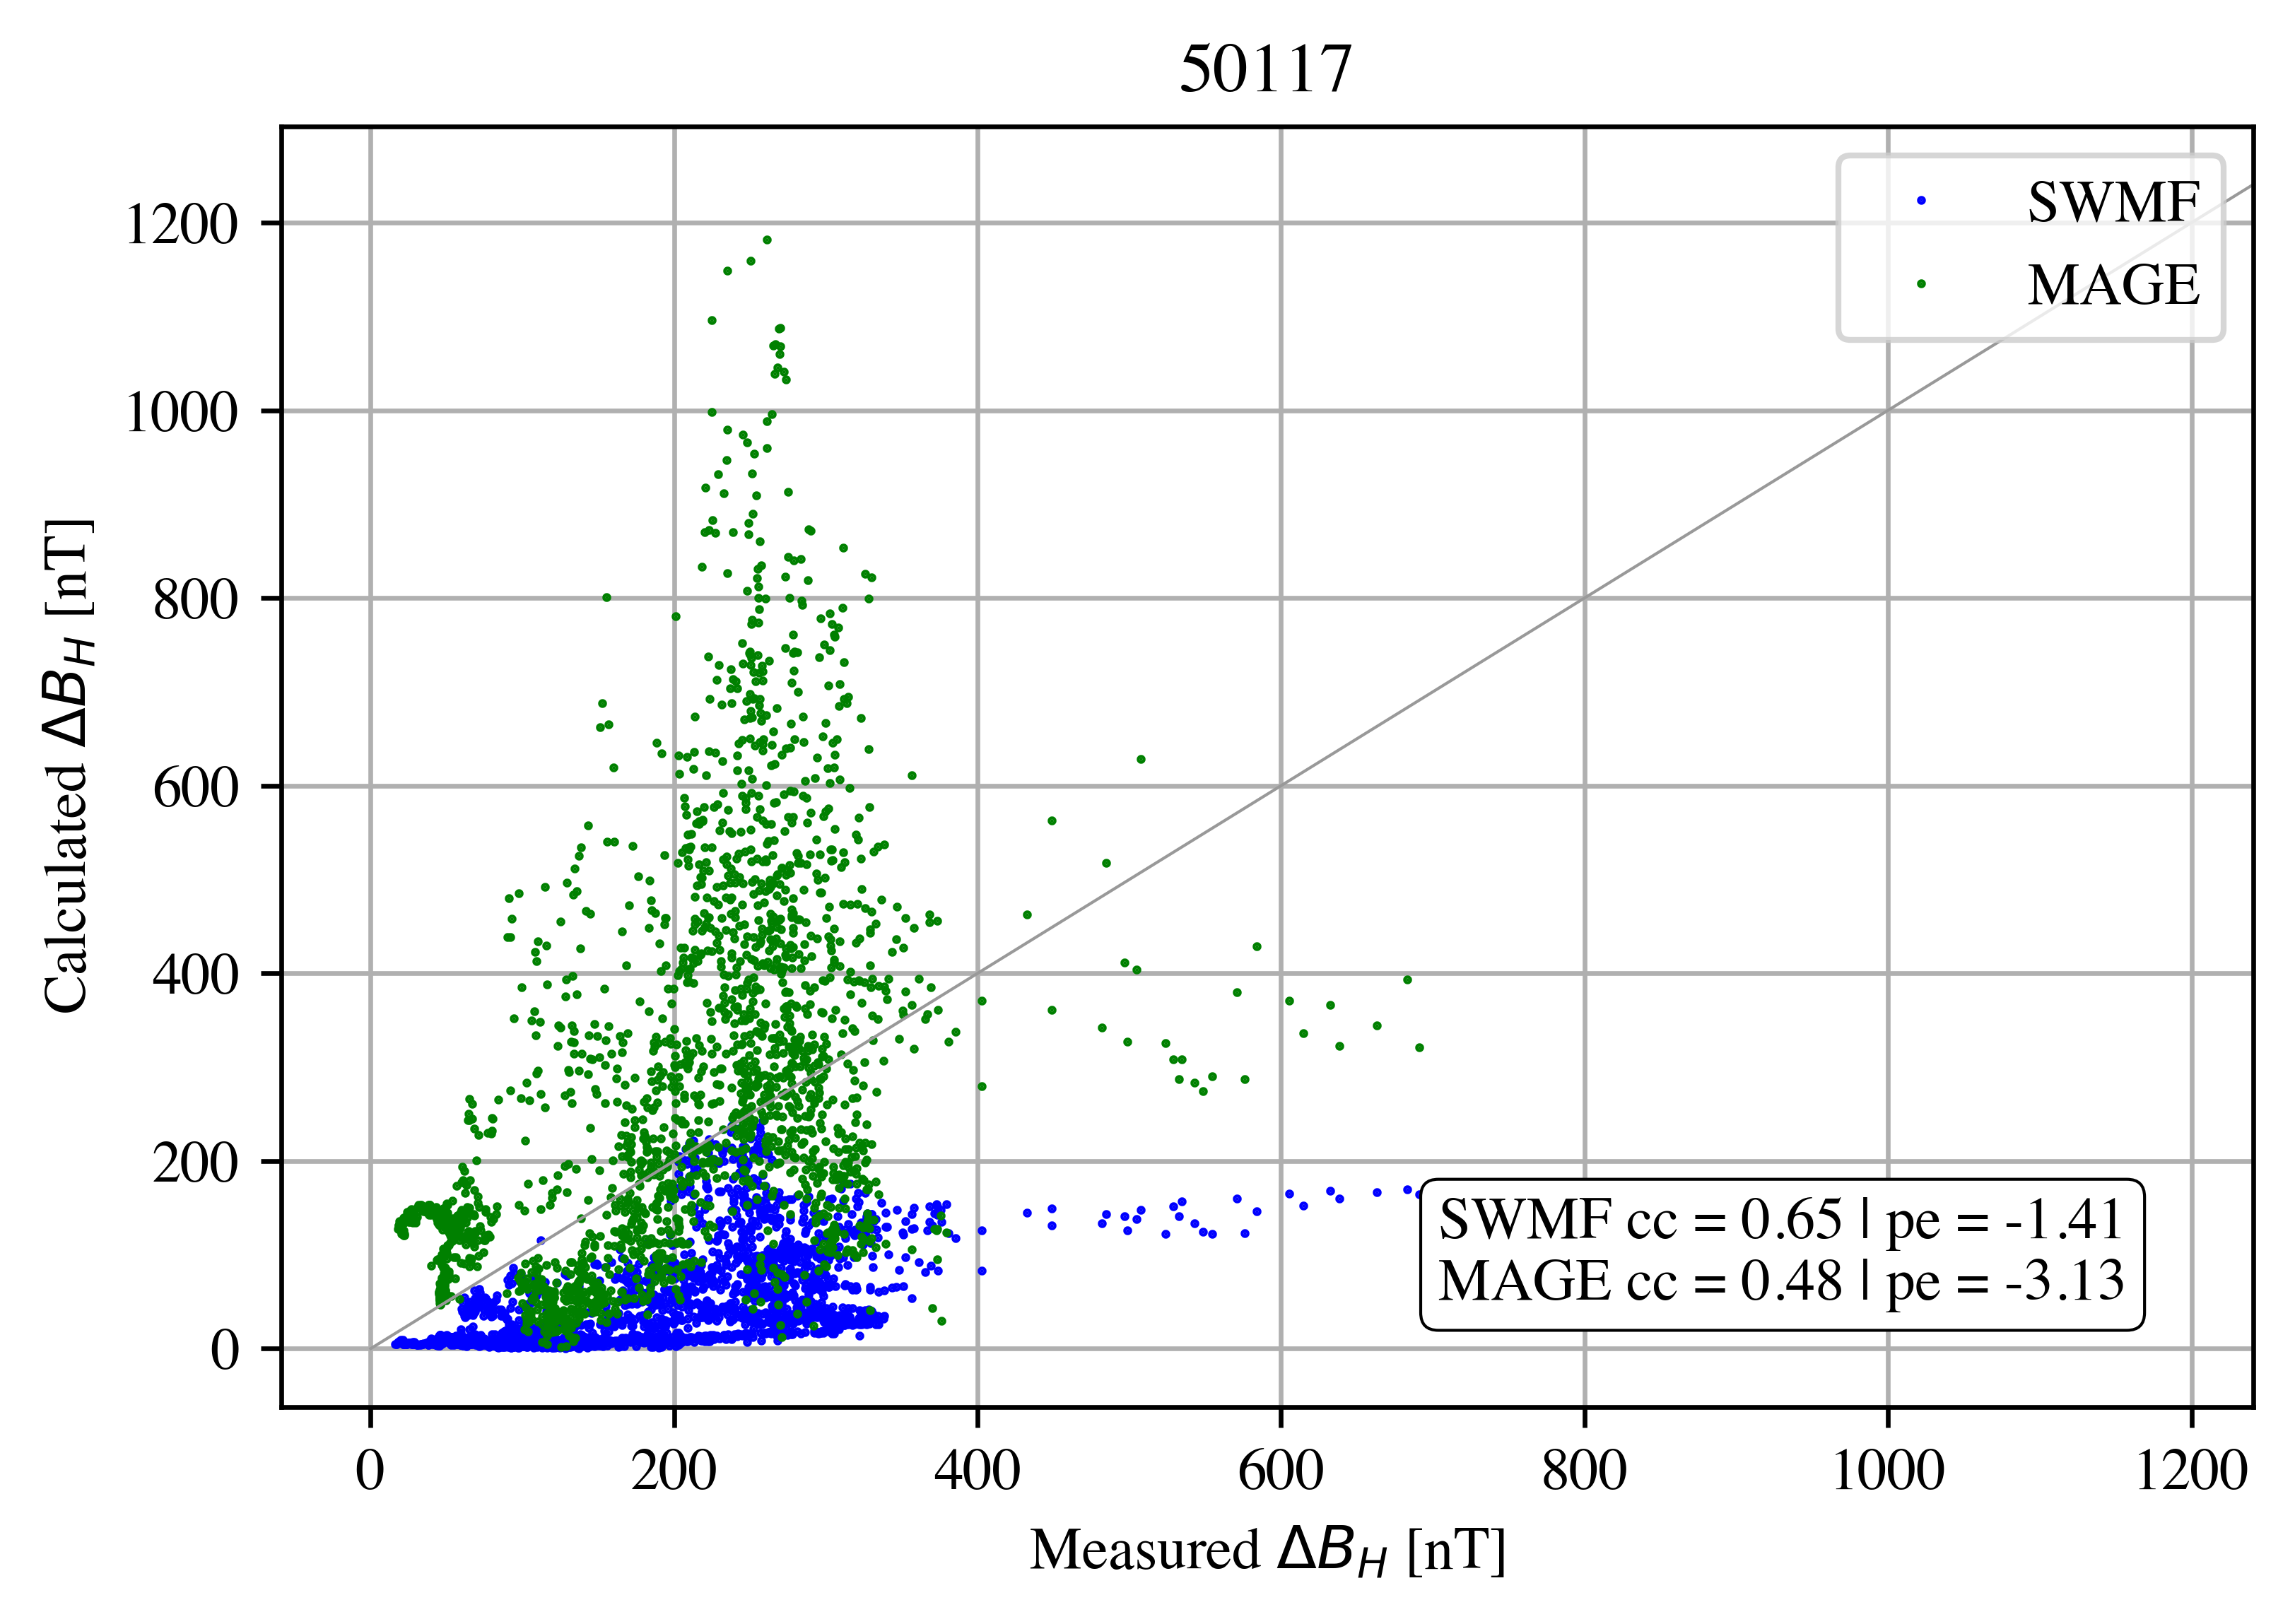 50117
SWMF
MAGE
1200
1000
800
600
400
200
0
Calculated ΔB_H [nT]
SWMF cc = 0.65 | pe = -1.41
MAGE cc = 0.48 | pe = -3.13
0 200 400 600 800 1000 1200
Measured ΔB_H [nT]